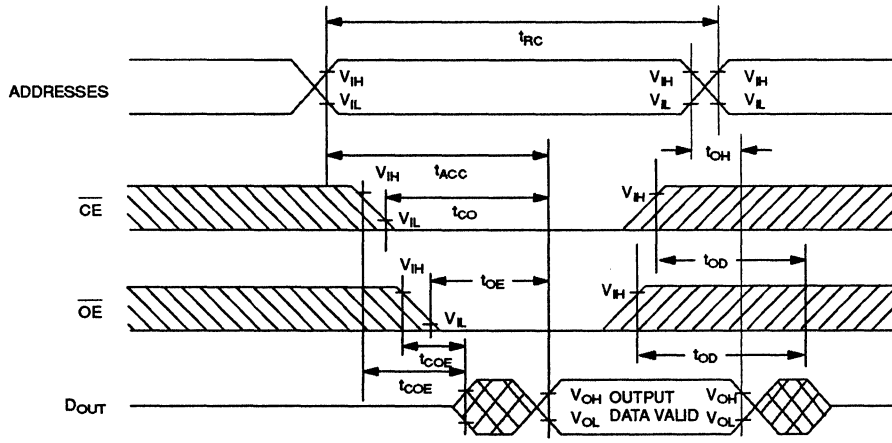 tRC
ADDRESSES
VIH VIH VIH
VIL VIL VIL
tOH
tACC
VIH
CE tCO VIH
VIL
tOD
VIH
OE tOE VIH
VIL
tCOE tOD
tCOE
DOUT VOH OUTPUT VOH
VOL DATA VALID VOL